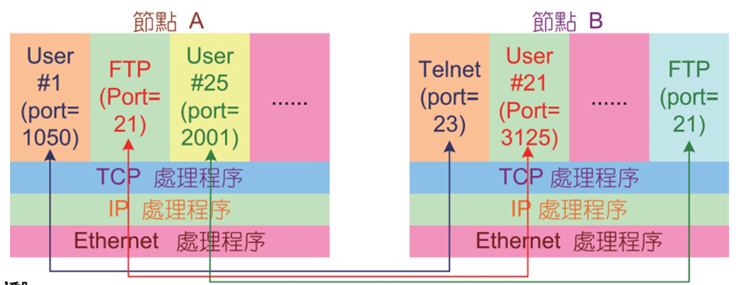 節點 A
User
#1
(port=
1050)
FTP
(Port=
21)
User
#25
(port=
2001)
......
TCP 處理程序
IP 處理程序
Ethernet 處理程序
節點 B
Telnet
(port=
23)
User
#21
(Port=
3125)
......
FTP
(port=
21)
TCP 處理程序
IP 處理程序
Ethernet 處理程序